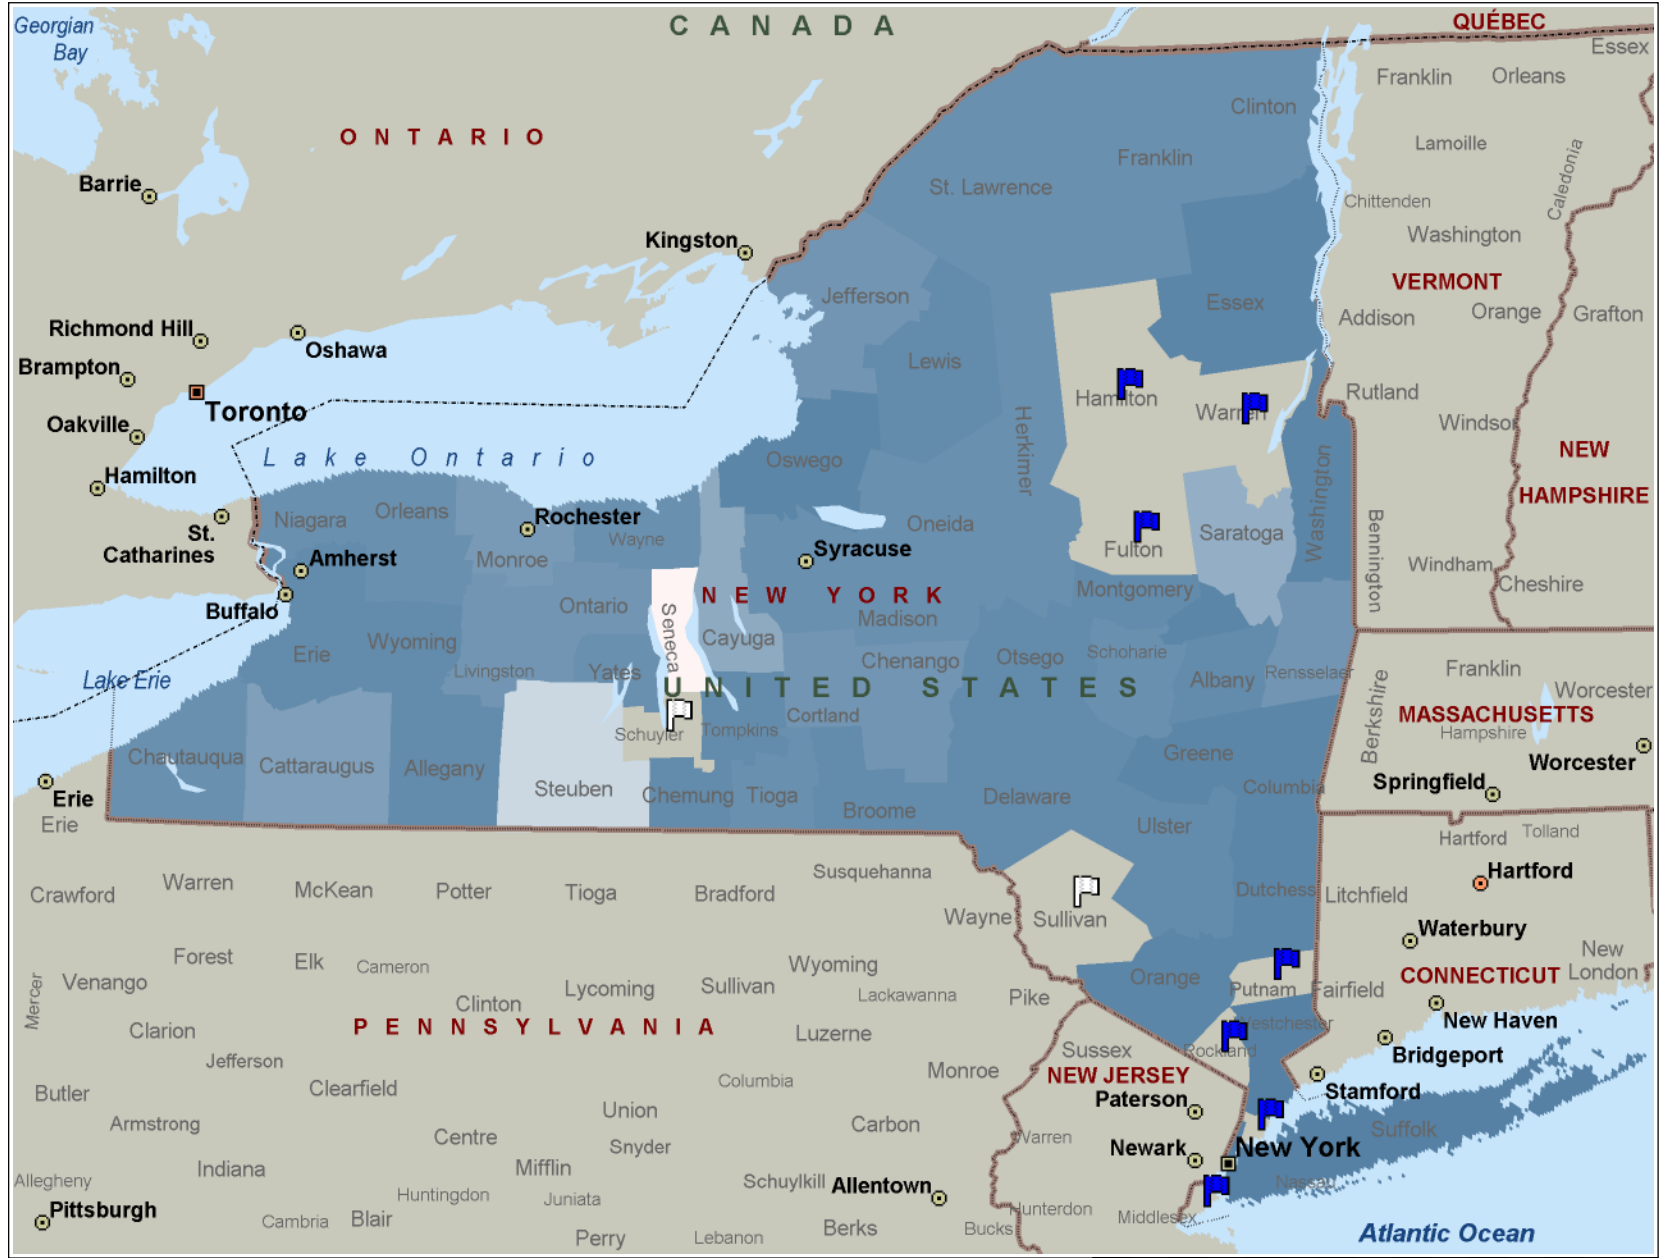 Georgian
Bay
CANADA
QUÉBEC
Essex
Franklin
Orleans
Clinton
ONTARIO
Lamoille
Caledonia
Franklin
Barrie
St. Lawrence
Chittenden
Kingston
Washington
VERMONT
Jefferson
Essex
Addison
Orange
Grafton
Richmond Hill
Oshawa
Brampton
Lewis
Toronto
Hamilton
Warren
Rutland
Windsor
Oakville
Herkimer
NEW
HAMPSHIRE
Lake Ontario
Oswego
Washington
Hamilton
Niagara
Orleans
Rochester
Oneida
Saratoga
Bennington
St.
Catharines
Amherst
Monroe
Wayne
Syracuse
Fulton
Windham
Cheshire
Buffalo
Ontario
Seneca
NEW YORK
Montgomery
Madison
Erie
Wyoming
Cayuga
Lake Erie
Livingston
Yates
Chenango
Otsego
Schoharie
Albany
Rensselaer
Berkshire
Franklin
Worcester
UNITED STATES
MASSACHUSETTS
Hampshire
Schuyler
Tompkins
Cortland
Chautauqua
Cattaraugus
Allegany
Greene
Worcester
Steuben
Chemung
Tioga
Broome
Delaware
Columbia
Springfield
Erie
Erie
Ulster
Hartford
Tolland
Crawford
Warren
McKean
Potter
Tioga
Bradford
Susquehanna
Dutchess
Litchfield
Hartford
Wayne
Sullivan
Waterbury
Mercer
Venango
Forest
Elk
Cameron
Clinton
Lycoming
Sullivan
Wyoming
Lackawanna
Pike
Orange
Putnam
Fairfield
CONNECTICUT
New
London
Clarion
PENNSYLVANIA
Luzerne
Westchester
New Haven
Jefferson
Sussex
Rockland
Bridgeport
Butler
Clearfield
Columbia
Monroe
NEW JERSEY
Paterson
Stamford
Armstrong
Union
Carbon
Suffolk
Centre
Snyder
Warren
Newark
New York
Allegheny
Indiana
Mifflin
Schuylkill
Allentown
Nassau
Pittsburgh
Huntingdon
Juniata
Hunterdon
Middlesex
Cambria
Blair
Perry
Lebanon
Berks
Bucks
Atlantic Ocean